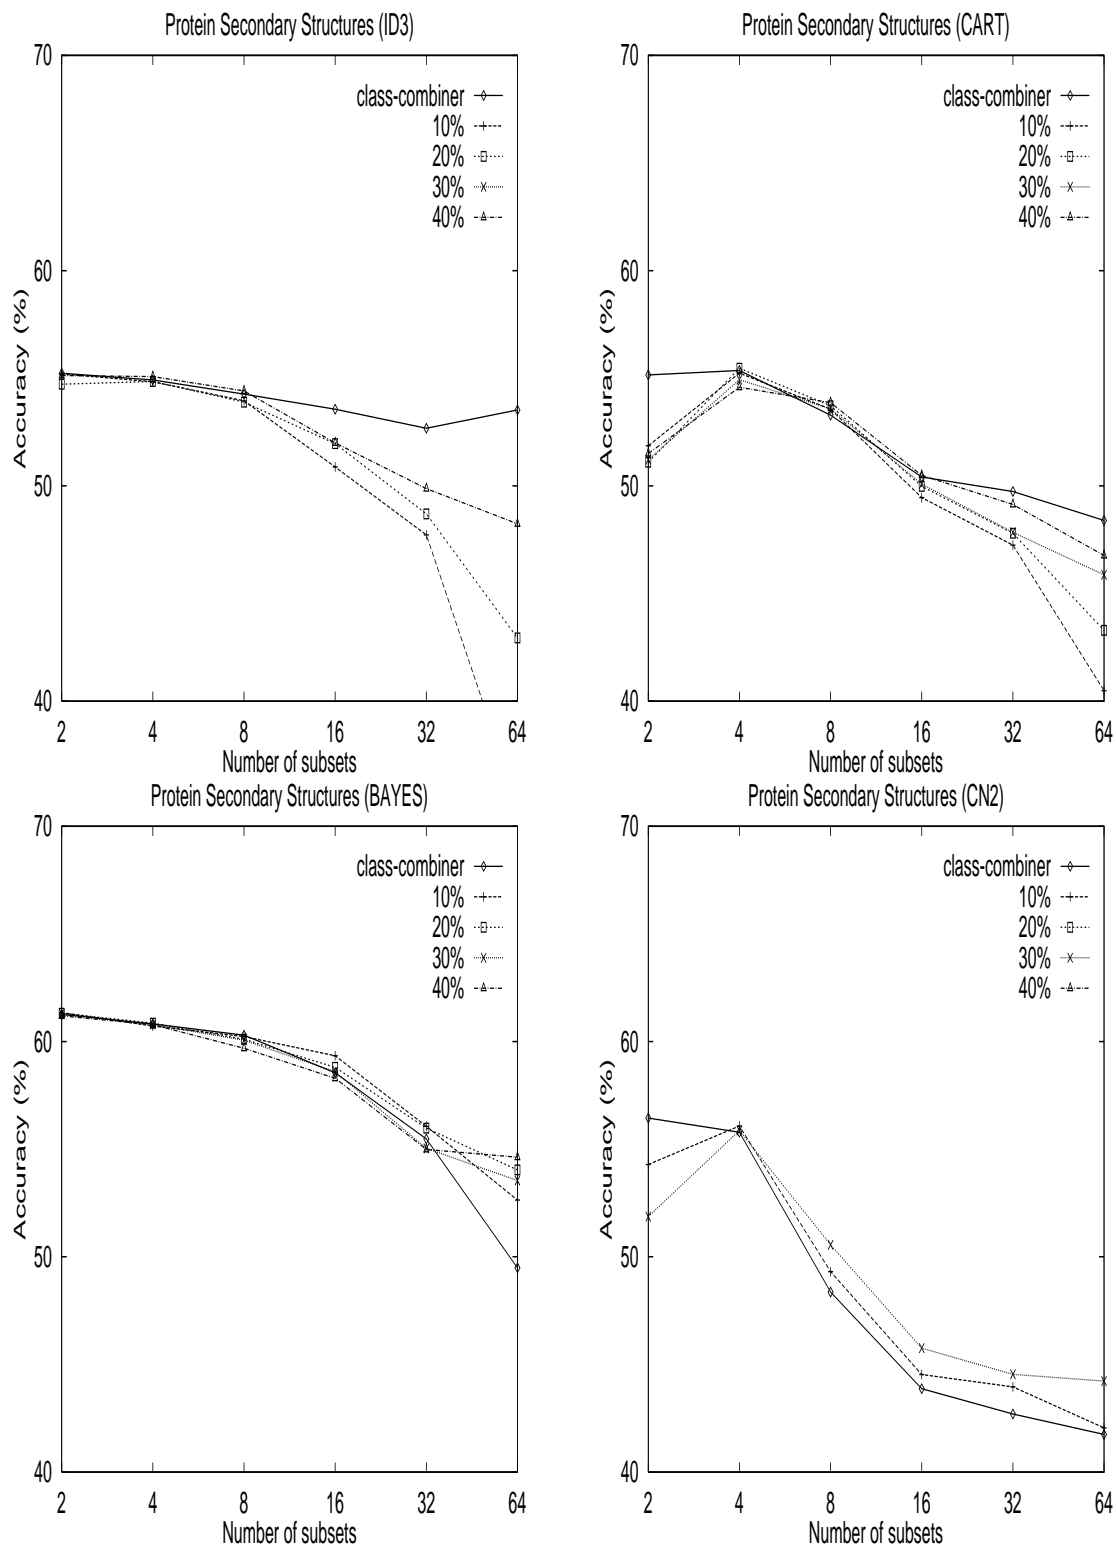 Protein Secondary Structures (ID3)
70
60
50
40
Accuracy (%)
class-combiner
10%
20%
30%
40%
2 4 8 16 32 64
Number of subsets
Protein Secondary Structures (CART)
70
60
50
40
Accuracy (%)
class-combiner
10%
20%
30%
40%
2 4 8 16 32 64
Number of subsets
Protein Secondary Structures (BAYES)
70
60
50
40
Accuracy (%)
class-combiner
10%
20%
30%
40%
2 4 8 16 32 64
Number of subsets
Protein Secondary Structures (CN2)
70
60
50
40
Accuracy (%)
class-combiner
10%
20%
30%
40%
2 4 8 16 32 64
Number of subsets